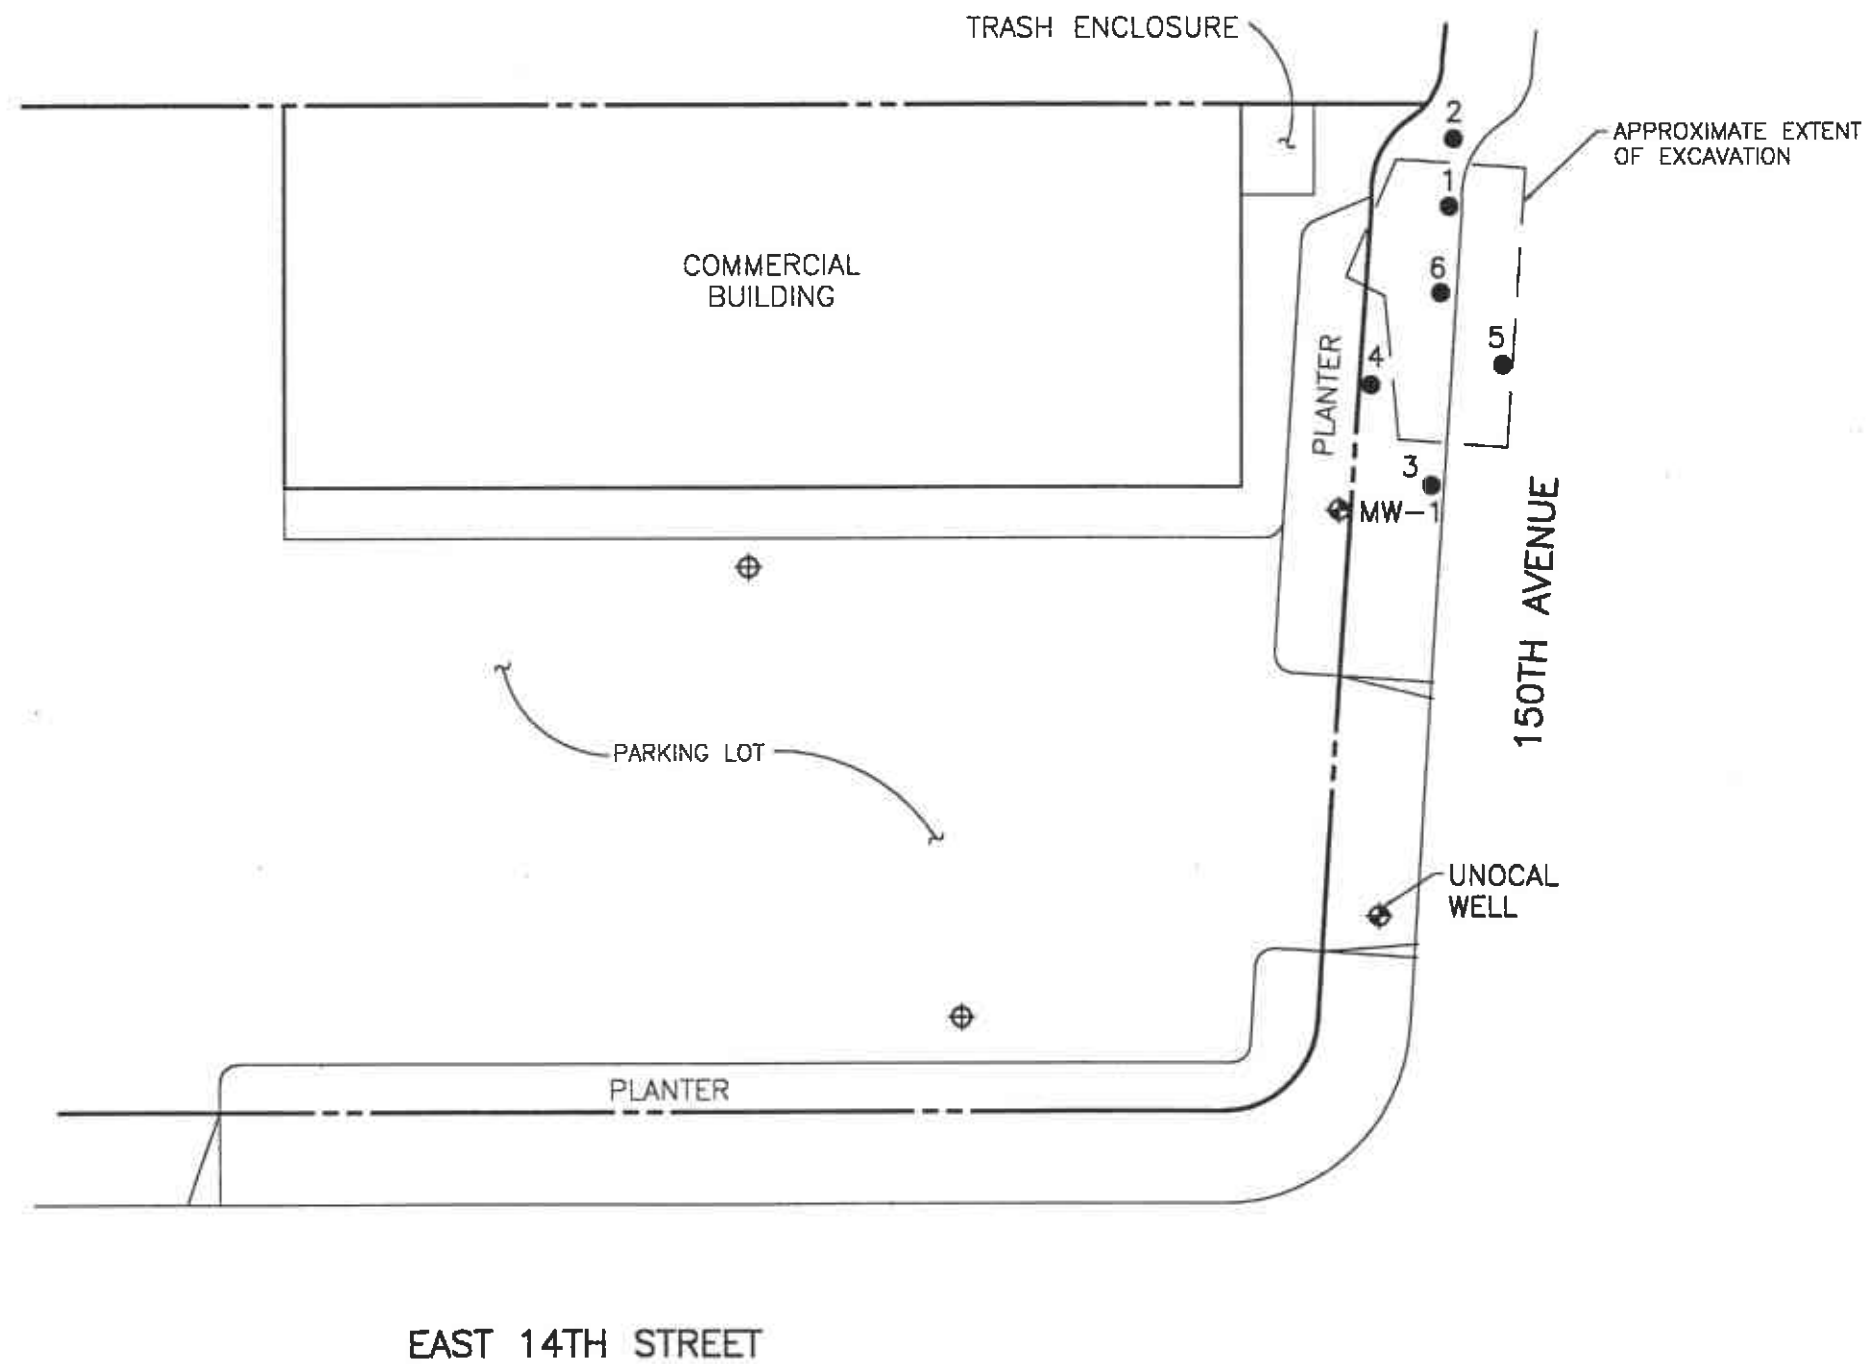 TRASH ENCLOSURE
2
APPROXIMATE EXTENT
OF EXCAVATION
1
COMMERCIAL
BUILDING
6
5
4
PLANTER
3
MW-1
150TH AVENUE
PARKING LOT
UNOCAL
WELL
PLANTER
EAST 14TH STREET